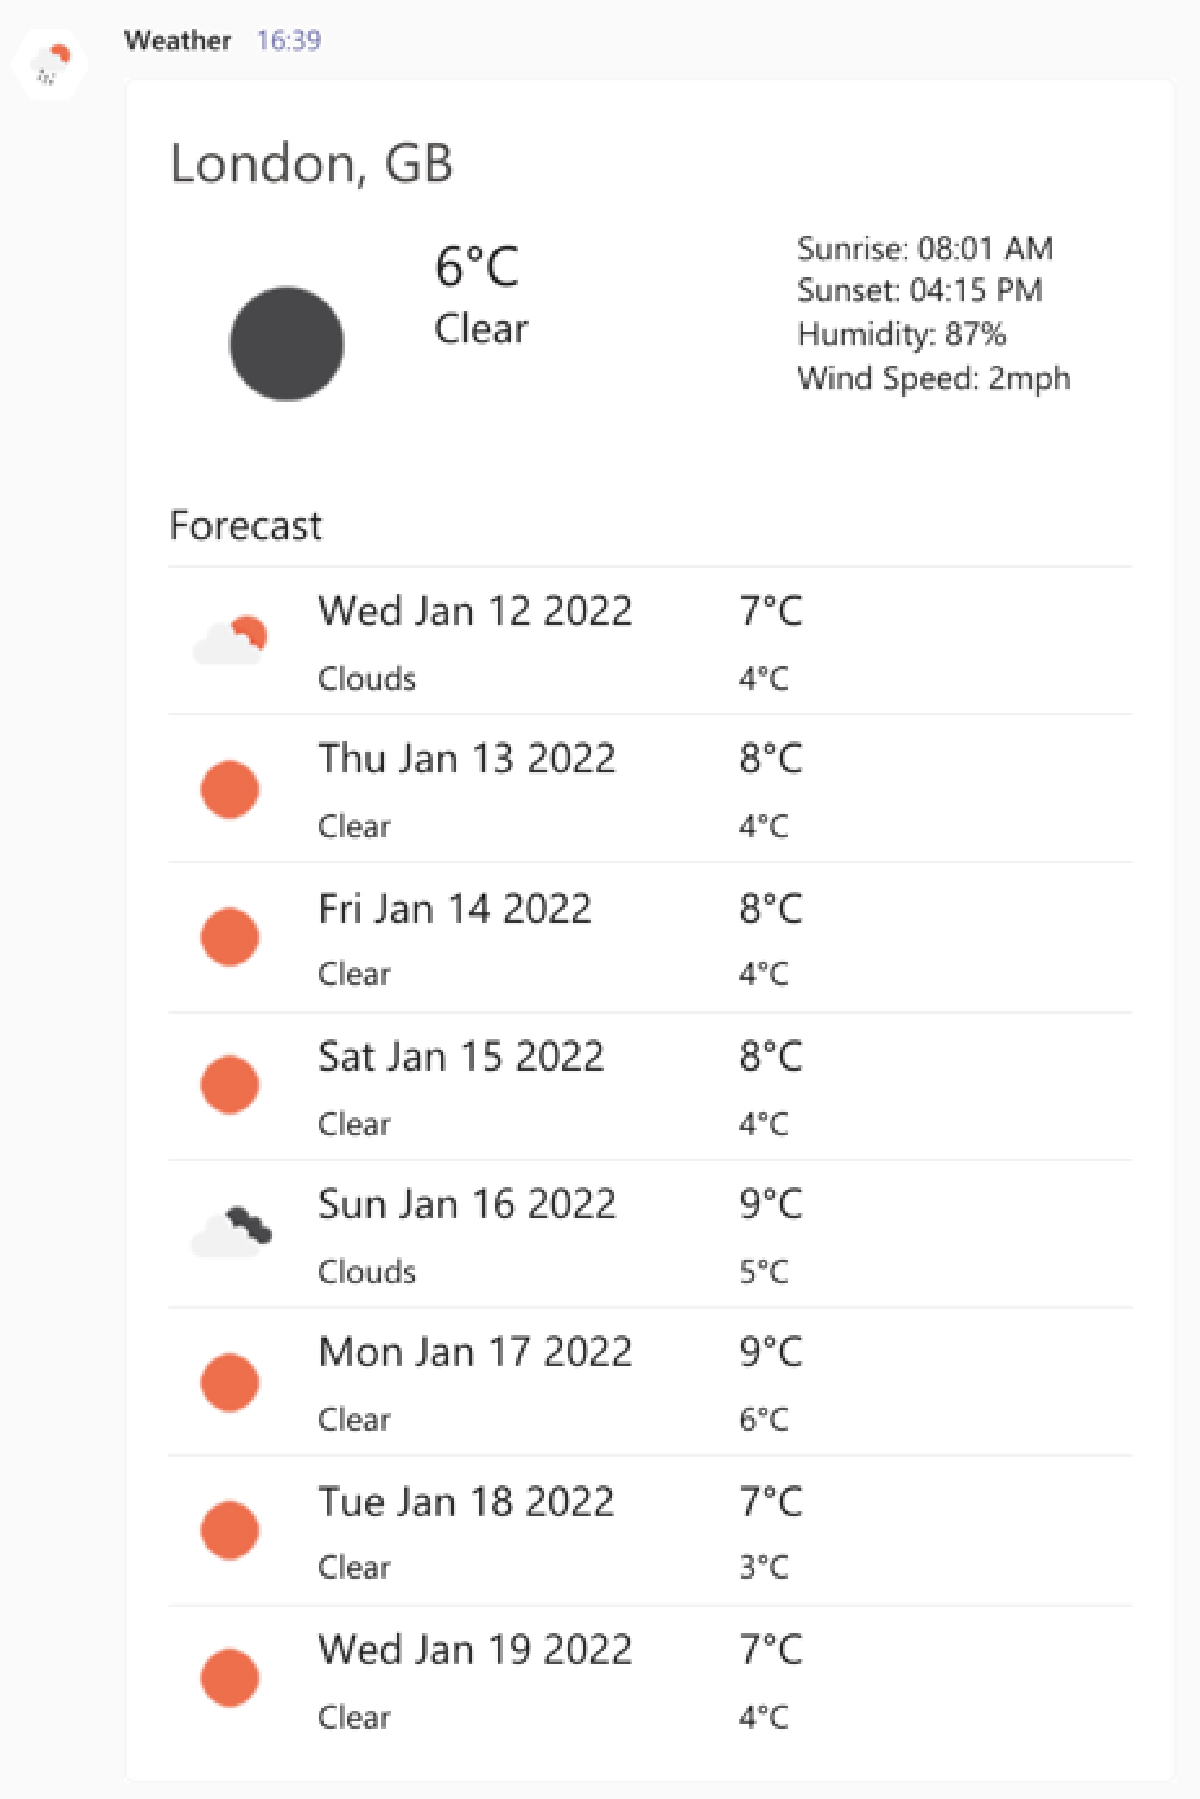 Weather 16:39
London, GB
6°C
Clear
Sunrise: 08:01 AM
Sunset: 04:15 PM
Humidity: 87%
Wind Speed: 2mph
Forecast
Wed Jan 12 2022 7°C
Clouds 4°C
Thu Jan 13 2022 8°C
Clear 4°C
Fri Jan 14 2022 8°C
Clear 4°C
Sat Jan 15 2022 8°C
Clear 4°C
Sun Jan 16 2022 9°C
Clouds 5°C
Mon Jan 17 2022 9°C
Clear 6°C
Tue Jan 18 2022 7°C
Clear 3°C
Wed Jan 19 2022 7°C
Clear 4°C